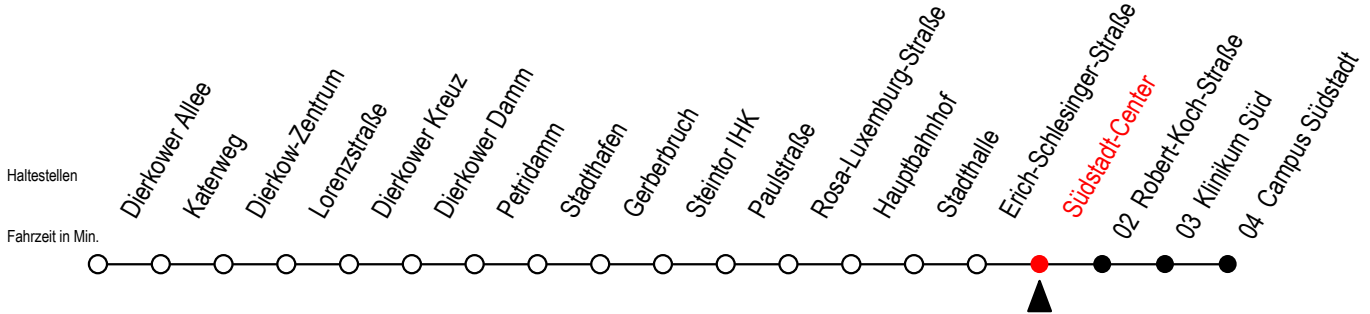 Haltestellen
Fahrzeit in Min.
Dierkower Allee
Katerweg
Dierkow-Zentrum
Lorenzstraße
Dierkower Kreuz
Dierkower Damm
Petridamm
Stadthafen
Gerberbruch
Steintor IHK
Paulstraße
Rosa-Luxemburg-Straße
Hauptbahnhof
Stadthalle
Erich-Schlesinger-Straße
Südstadt-Center
02 Robert-Koch-Straße
03 Klinikum Süd
04 Campus Südstadt